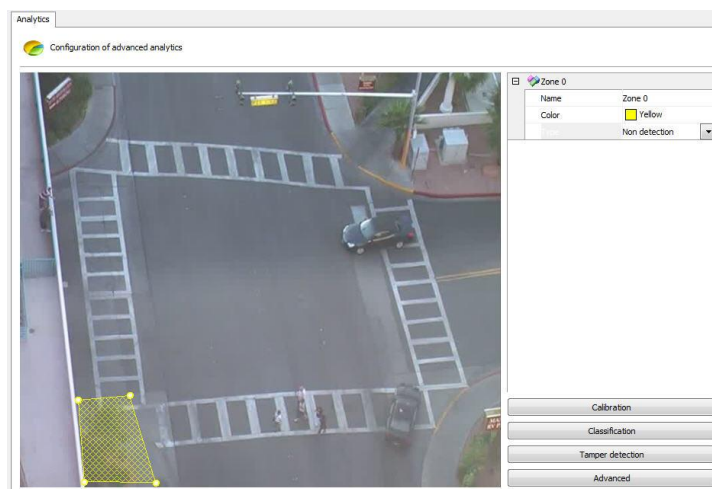 Analytics
Configuration of advanced analytics
Zone 0
Name Zone 0
Color Yellow
Non detection
Calibration
Classification
Tamper detection
Advanced